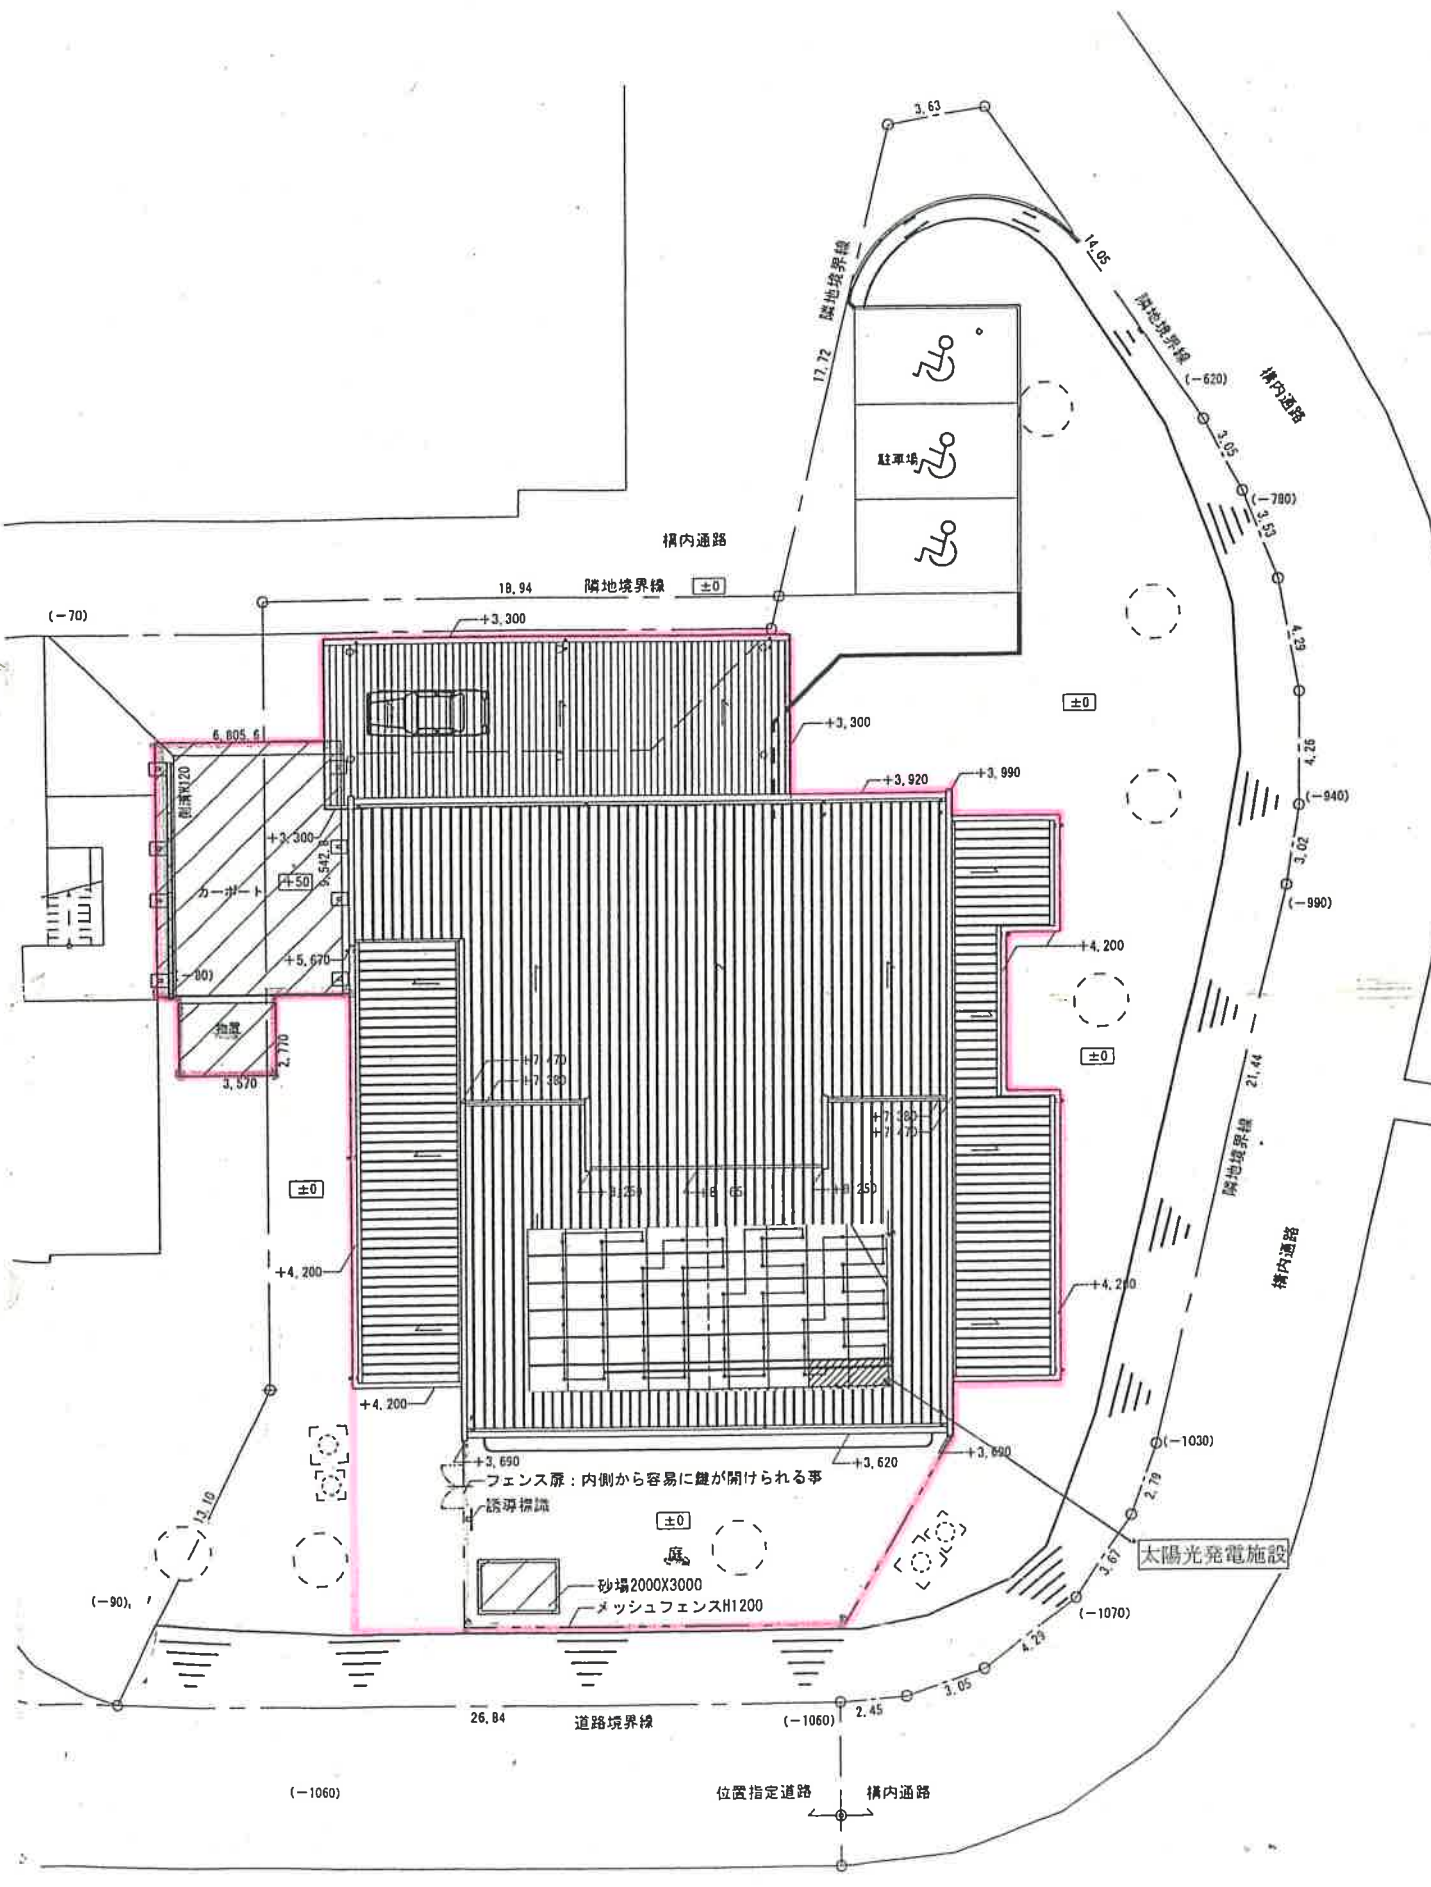 3,63
14,05
隣地境界線
17,72
隣地境界線
(-620)
構内通路
3,05
駐車場
(-780)
3,53
構内通路
18,94
隣地境界線
±0
(-70)
+3,300
4,29
±0
6,805,6
+3,300
4,26
+3,920
+3,990
側溝W120
(-940)
+3,300
3,02
カーポート
+50
(-990)
+4,200
+5,670
(-80)
物置
2,770
3,570
+7,470
+7,380
±0
21,44
+7,380
+7,470
隣地境界線
±0
+8,250
構内通路
+4,200
+4,200
+4,200
+3,690
+3,620
+3,690
(-1030)
フェンス扉：内側から容易に鍵が開けられる事
2,79
誘導標識
13,10
±0
庭
太陽光発電施設
3,67
砂場2000X3000
メッシュフェンスH1200
(-90)
(-1070)
4,29
3,05
2,45
26,84
道路境界線
(-1060)
(-1060)
位置指定道路
構内通路